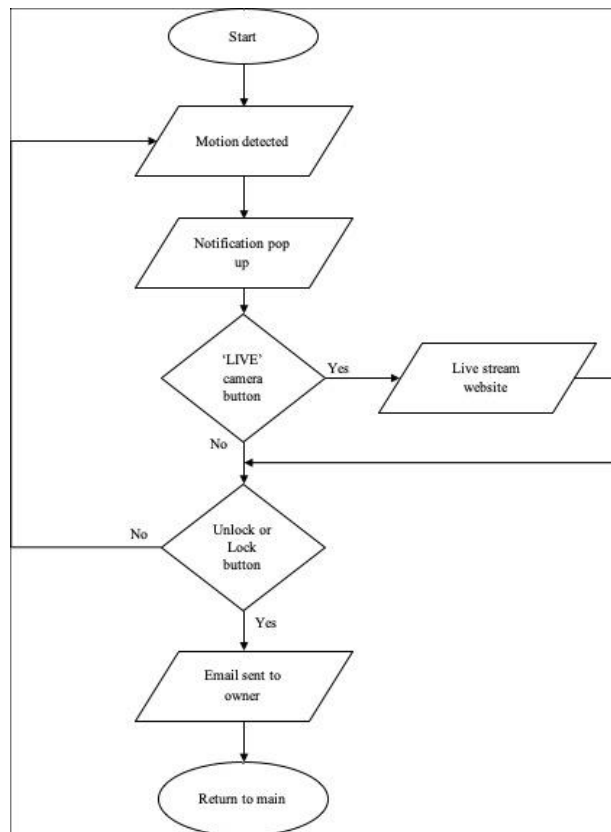 Start
Motion detected
Notification pop
up
‘LIVE’
camera
button
Yes
Live stream
website
No
Unlock or
Lock
button
No
Yes
Email sent to
owner
Return to main